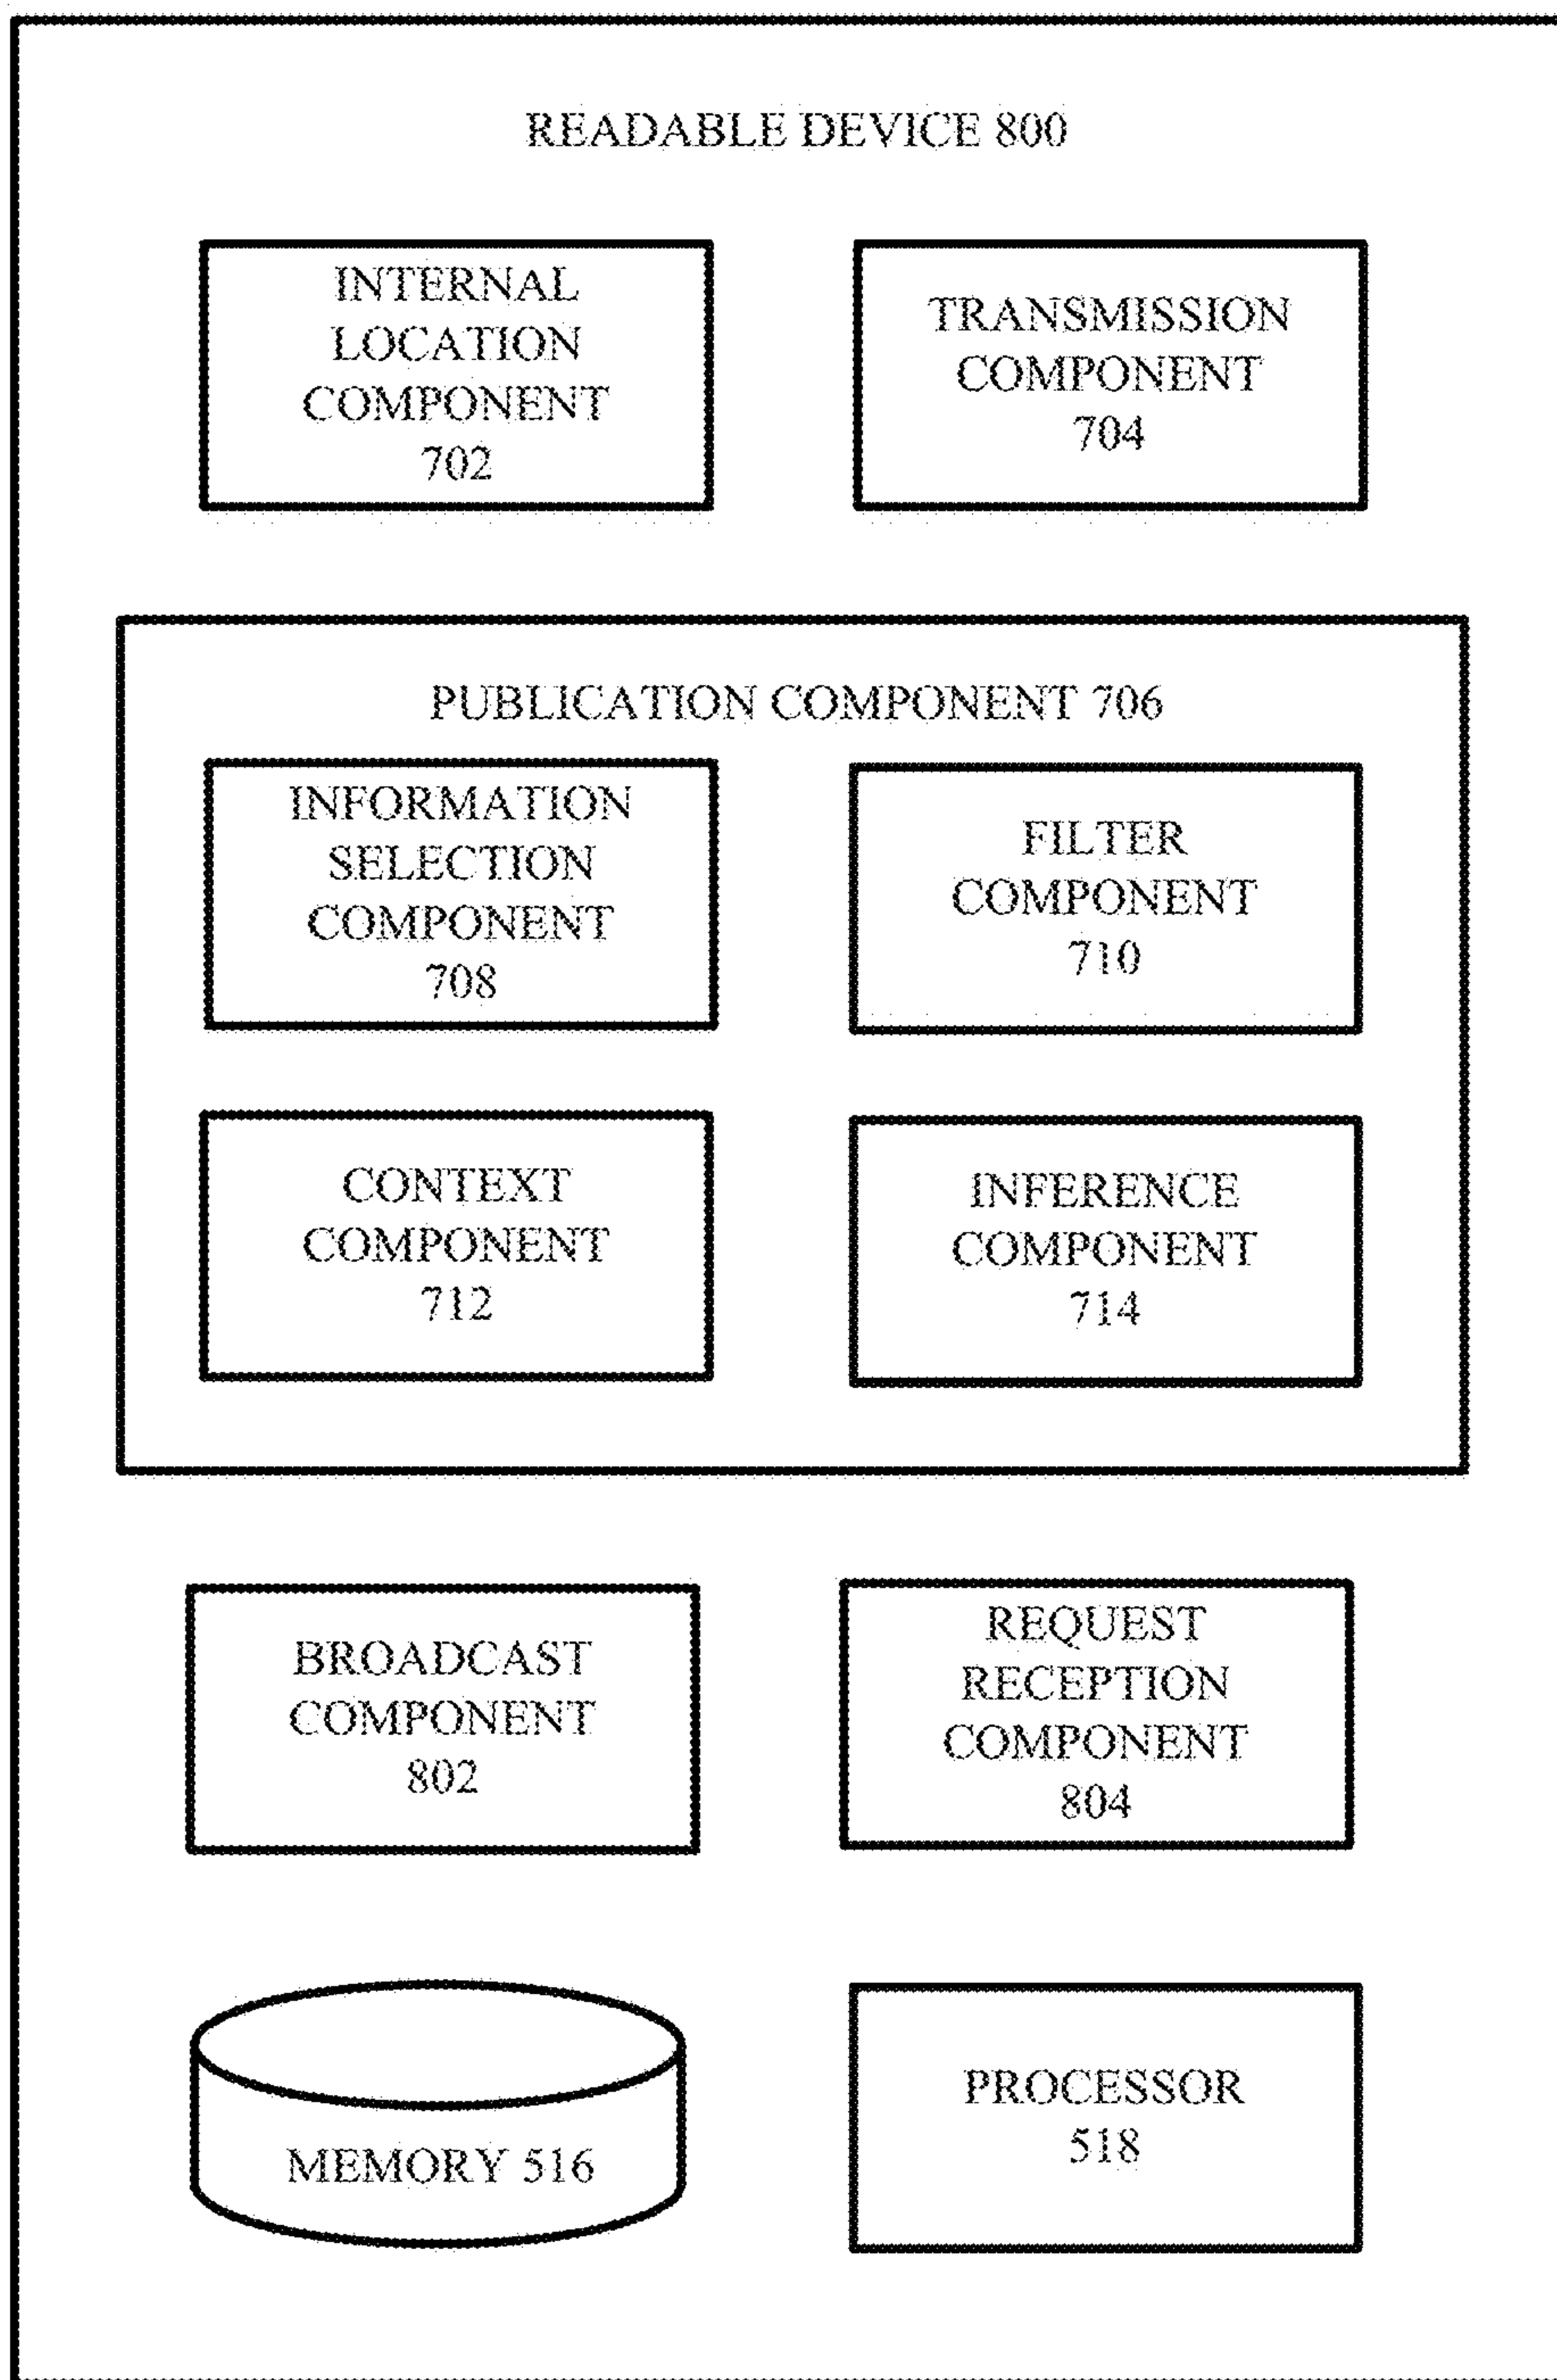 READABLE DEVICE 800
INTERNAL
LOCATION
COMPONENT
702
TRANSMISSION
COMPONENT
704
PUBLICATION COMPONENT 706
INFORMATION
SELECTION
COMPONENT
708
FILTER
COMPONENT
710
CONTEXT
COMPONENT
712
INFERENCE
COMPONENT
714
BROADCAST
COMPONENT
802
REQUEST
RECEPTION
COMPONENT
804
MEMORY 516
PROCESSOR
518